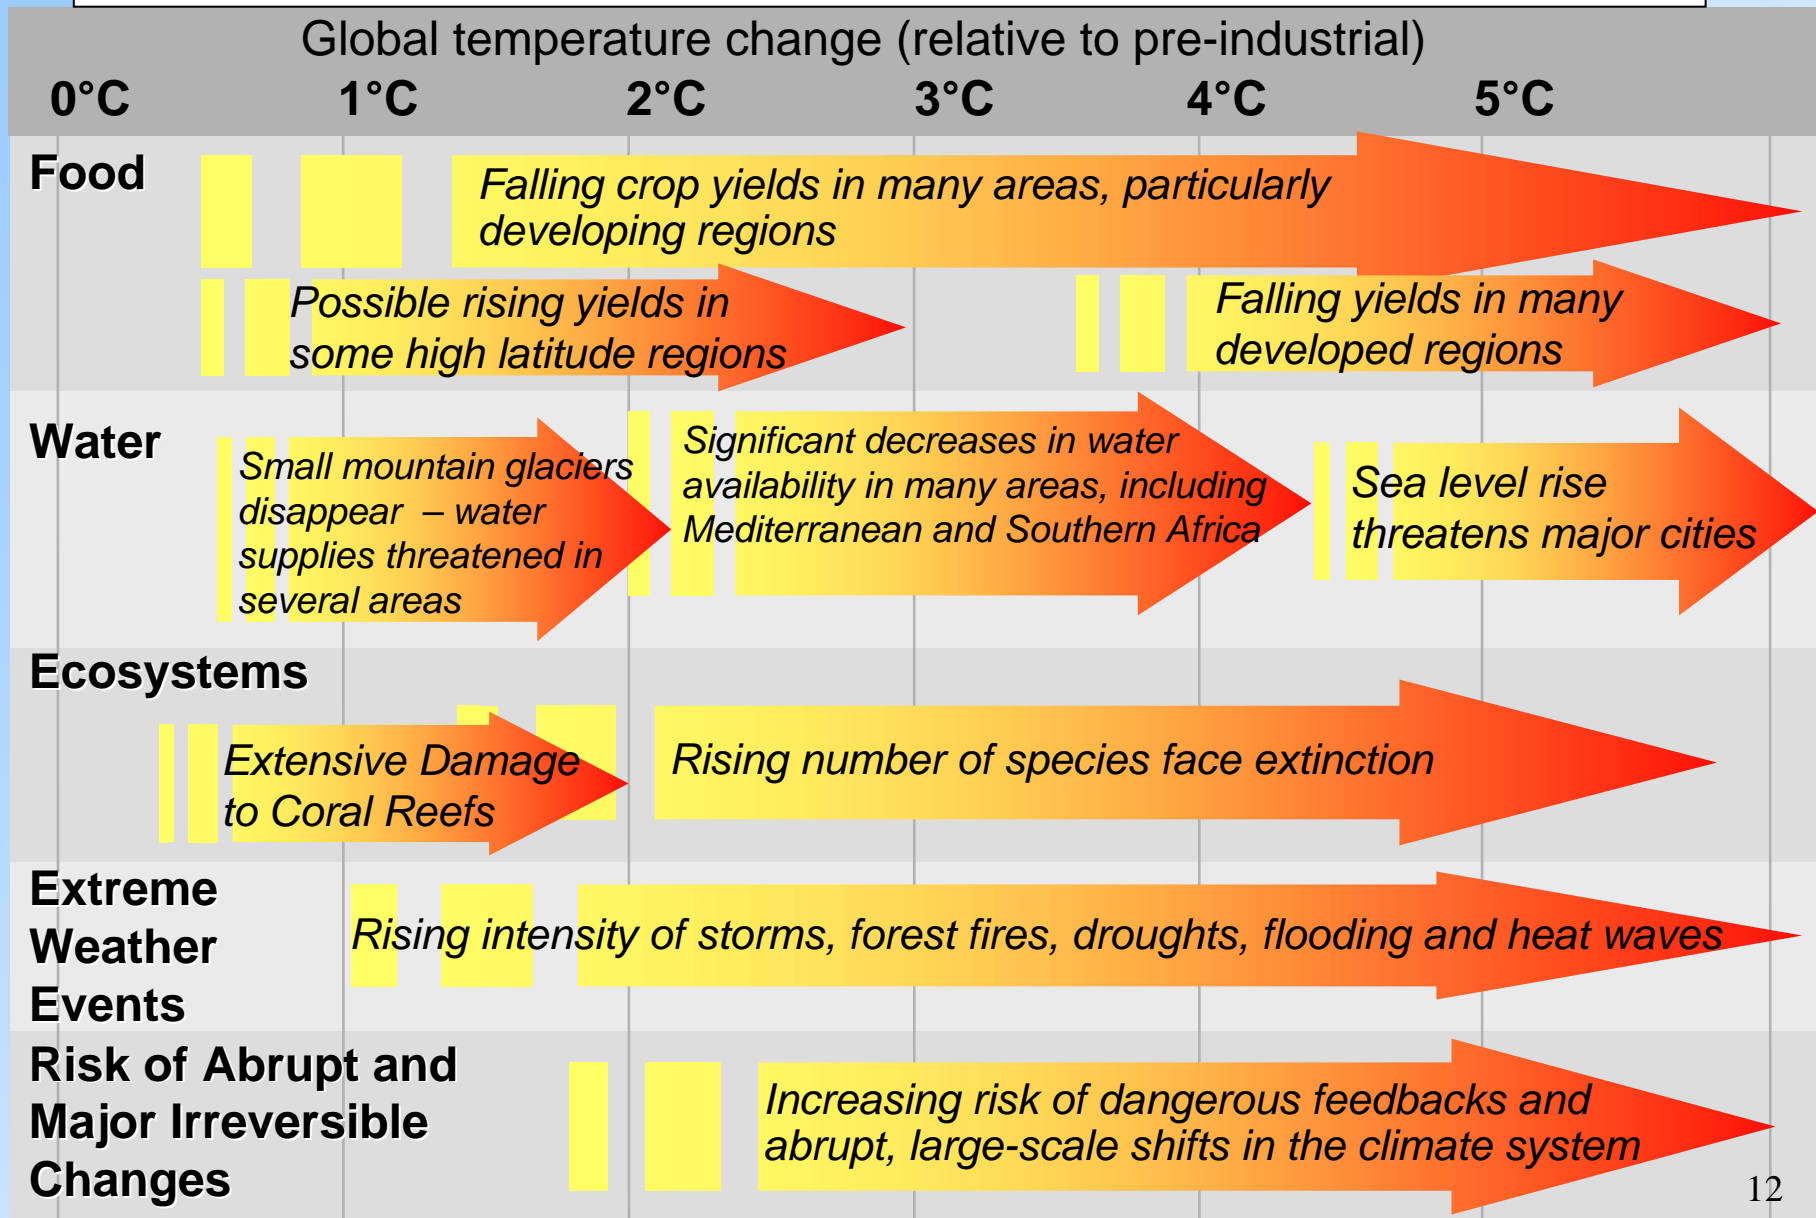 Global temperature change (relative to pre-industrial)
0°C 1°C 2°C 3°C 4°C 5°C
Food
Falling crop yields in many areas, particularly
developing regions
Possible rising yields in
some high latitude regions
Falling yields in many
developed regions
Water
Small mountain glaciers
disappear – water
supplies threatened in
several areas
Significant decreases in water
availability in many areas, including
Mediterranean and Southern Africa
Sea level rise
threatens major cities
Ecosystems
Extensive Damage
to Coral Reefs
Rising number of species face extinction
Extreme
Weather
Events
Rising intensity of storms, forest fires, droughts, flooding and heat waves
Risk of Abrupt and
Major Irreversible
Changes
Increasing risk of dangerous feedbacks and
abrupt, large-scale shifts in the climate system
12